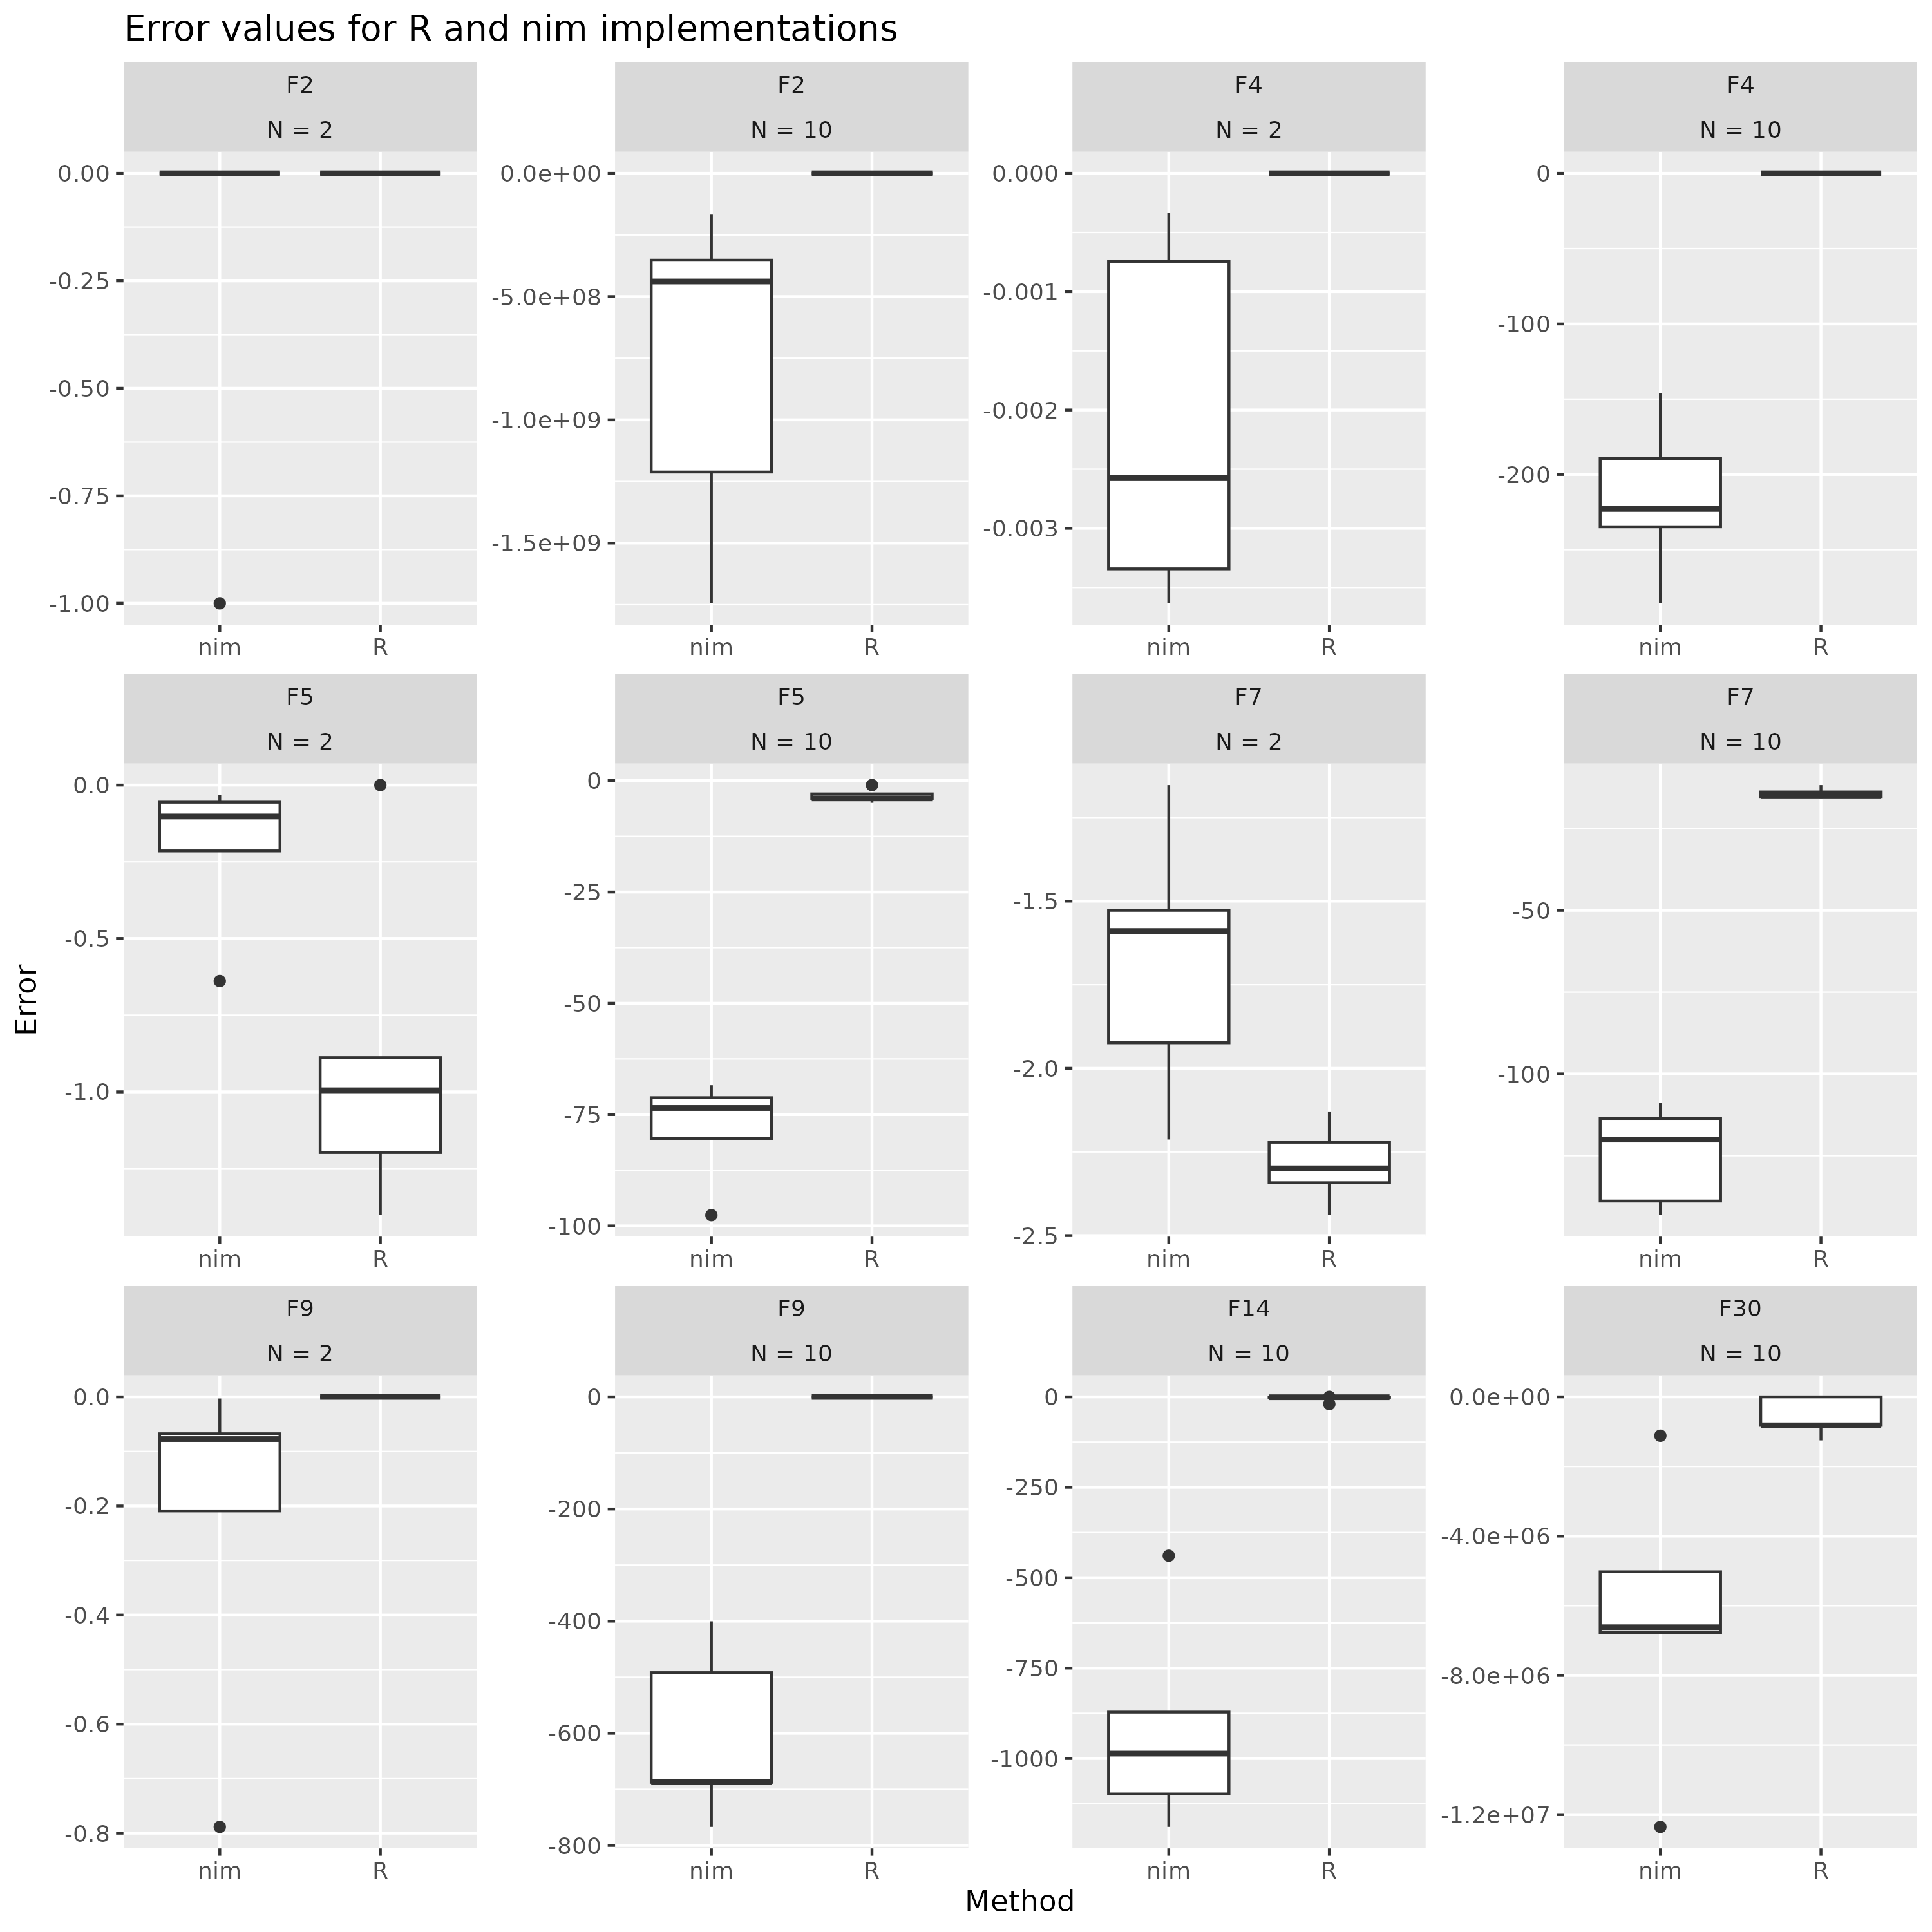 Error values for R and nim implementations
F2
N = 2
0.00
-0.25
-0.50
-0.75
-1.00
nim R
F2
N = 10
0.0e+00
-5.0e+08
-1.0e+09
-1.5e+09
nim R
F4
N = 2
0.000
-0.001
-0.002
-0.003
nim R
F4
N = 10
0
-100
-200
nim R
F5
N = 2
0.0
-0.5
-1.0
nim R
F5
N = 10
0
-25
-50
-75
-100
nim R
F7
N = 2
-1.5
-2.0
-2.5
nim R
F7
N = 10
-50
-100
nim R
F9
N = 2
0.0
-0.2
-0.4
-0.6
-0.8
nim R
F9
N = 10
0
-200
-400
-600
-800
nim R
F14
N = 10
0
-250
-500
-750
-1000
nim R
F30
N = 10
0.0e+00
-4.0e+06
-8.0e+06
-1.2e+07
nim R
Error
Method